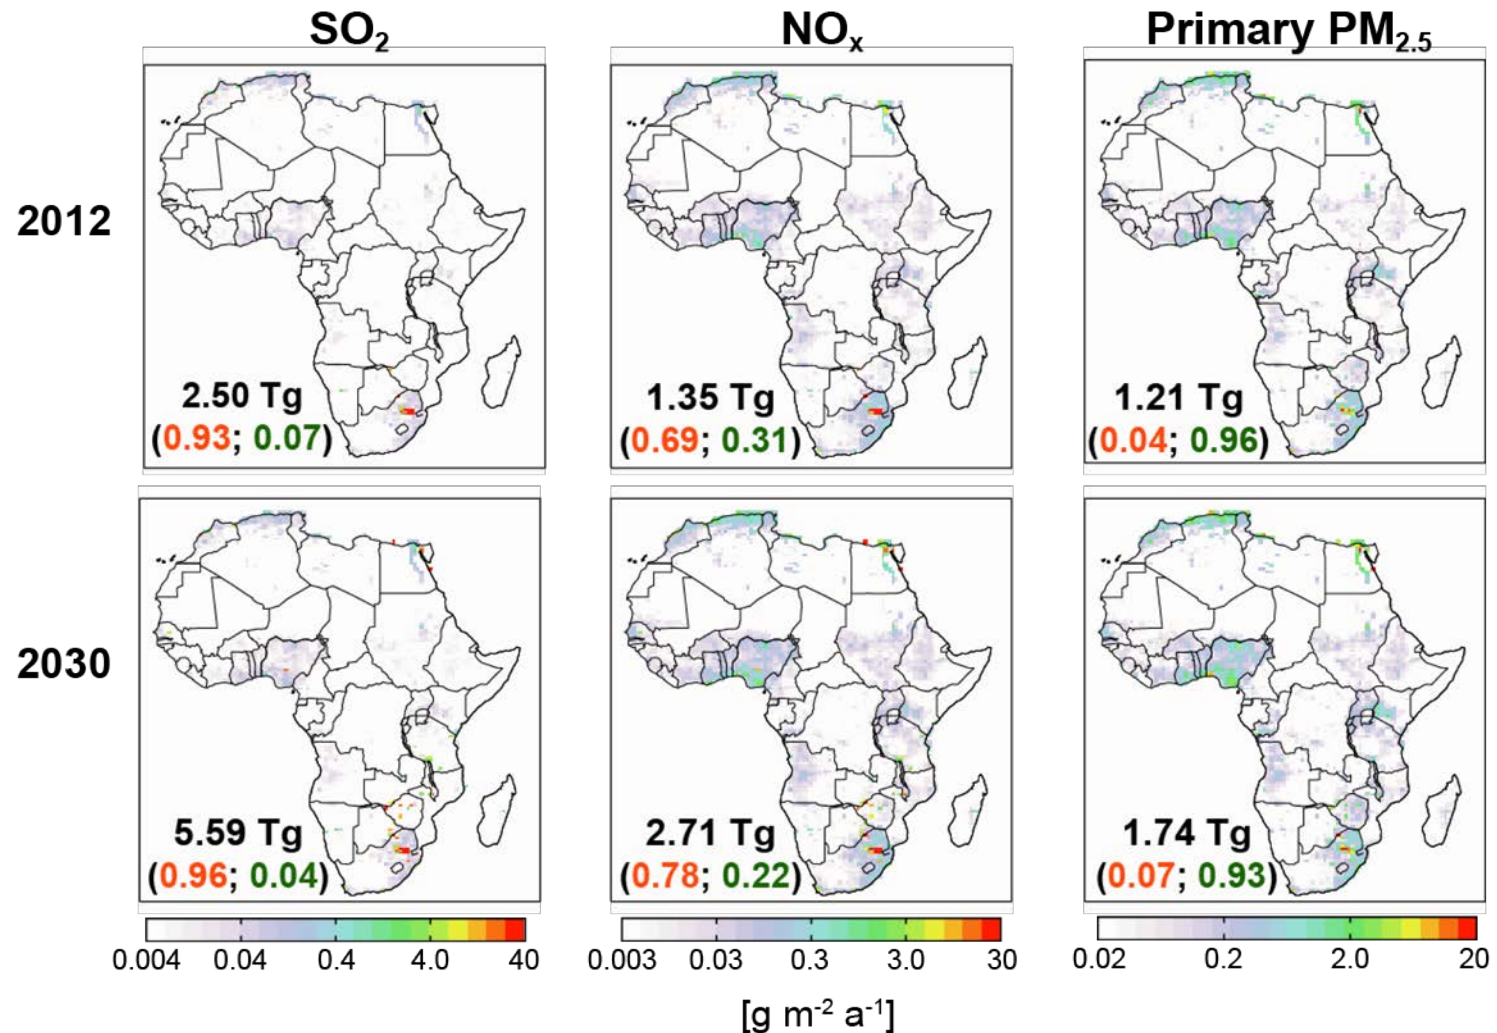 SO₂ NOₓ Primary PM₂.₅
2012
2.50 Tg 1.35 Tg 1.21 Tg
(0.93; 0.07) (0.69; 0.31) (0.04; 0.96)
2030
5.59 Tg 2.71 Tg 1.74 Tg
(0.96; 0.04) (0.78; 0.22) (0.07; 0.93)
0.004 0.04 0.4 4.0 40 0.003 0.03 0.3 3.0 30 0.02 0.2 2.0 20
[g m⁻² a⁻¹]